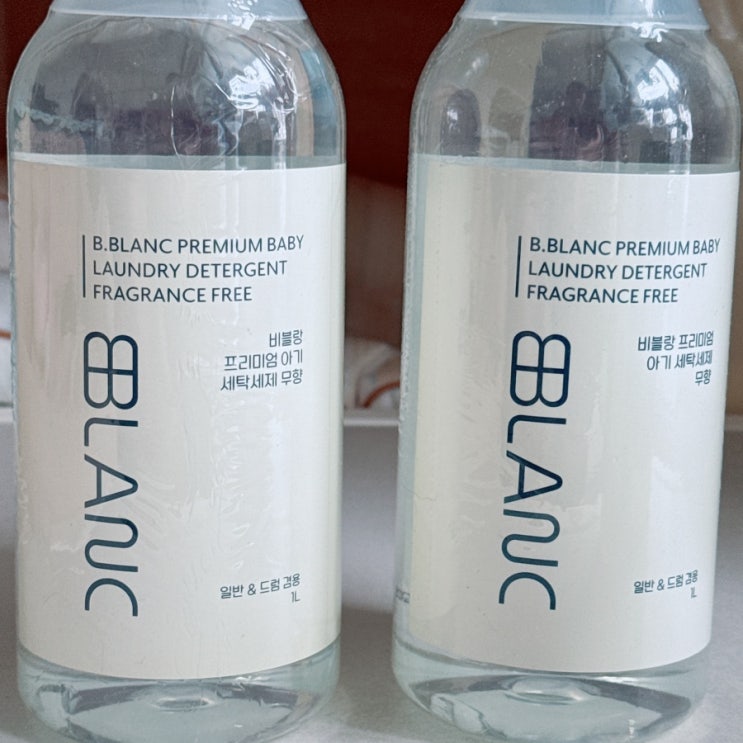 B.BLANC PREMIUM BABY
LAUNDRY DETERGENT
FRAGRANCE FREE
비블랑
프리미엄 아기
세탁세제 무향
BBLANC
일반 & 드럼 겸용
1L
B.BLANC PREMIUM BABY
LAUNDRY DETERGENT
FRAGRANCE FREE
비블랑 프리미엄
아기 세탁세제
무향
BBLANC
일반 & 드럼 겸용
1L